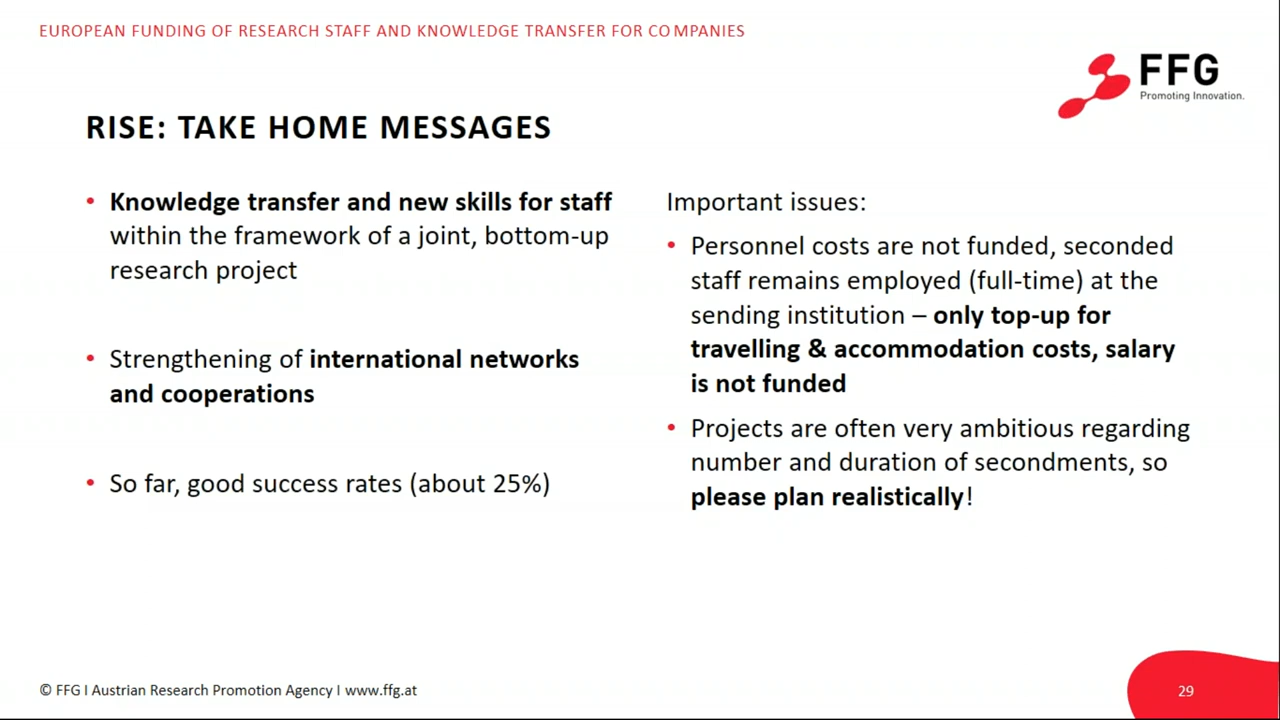 EUROPEAN FUNDING OF RESEARCH STAFF AND KNOWLEDGE TRANSFER FOR COMPANIES
FFG
Promoting Innovation.
RISE: TAKE HOME MESSAGES
• Knowledge transfer and new skills for staff
within the framework of a joint, bottom-up
research project
• Strengthening of international networks
and cooperations
• So far, good success rates (about 25%)
Important issues:
• Personnel costs are not funded, seconded
staff remains employed (full-time) at the
sending institution – only top-up for
travelling & accommodation costs, salary
is not funded
• Projects are often very ambitious regarding
number and duration of secondments, so
please plan realistically!
© FFG I Austrian Research Promotion Agency I www.ffg.at
29